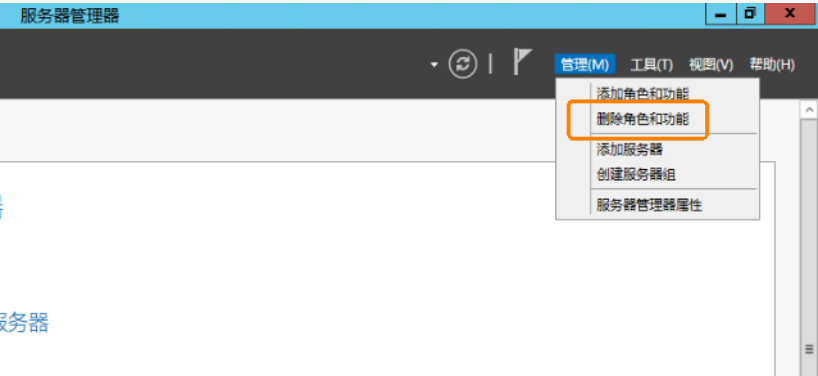 服务器管理器
管理(M) 工具(T) 视图(V) 帮助(H)
添加角色和功能
删除角色和功能
添加服务器
创建服务器组
服务器管理器属性
服务器